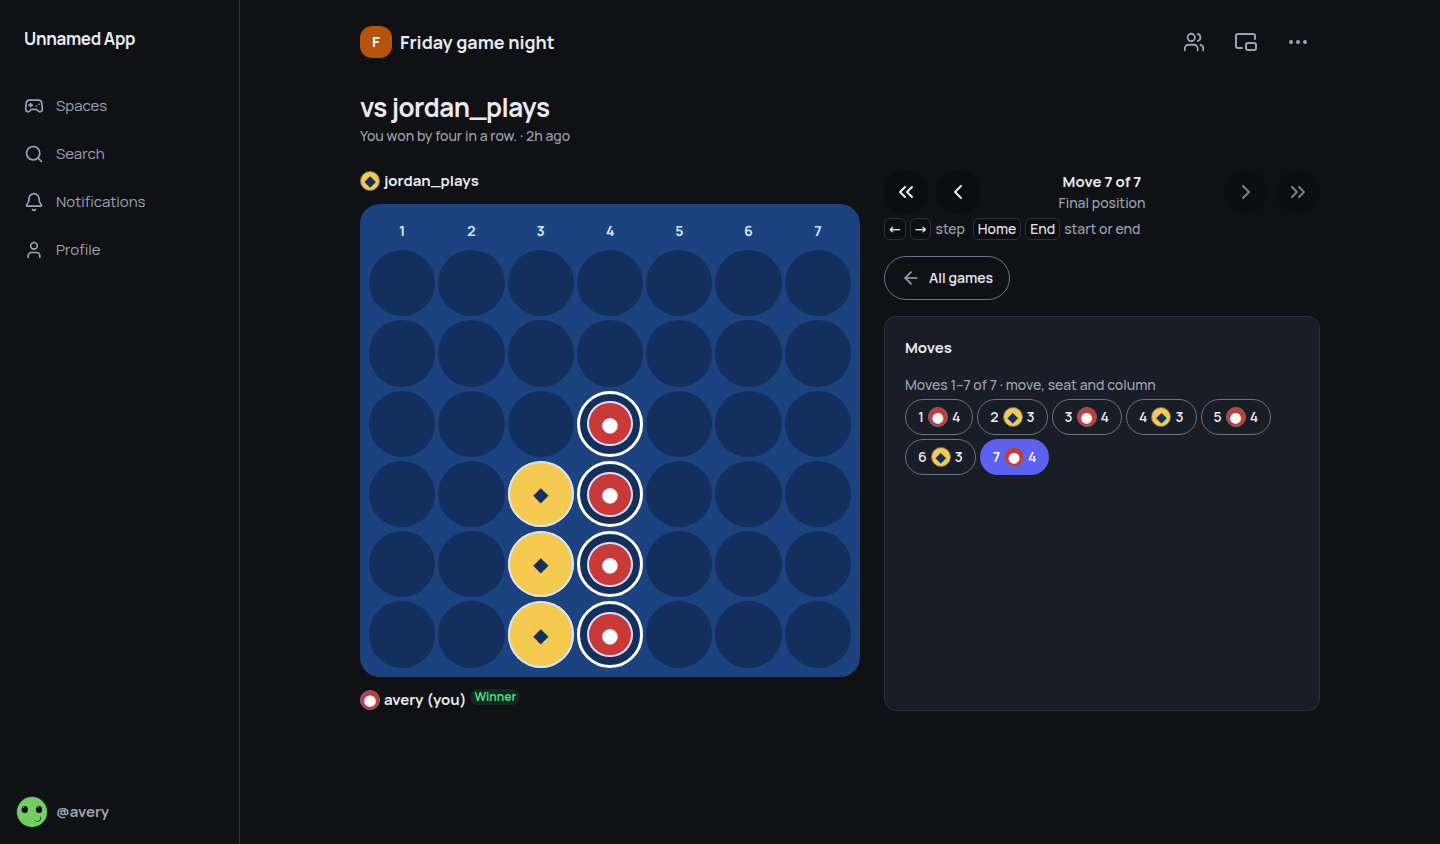 Unnamed App
Spaces
Search
Notifications
Profile
@avery
F Friday game night
vs jordan_plays
You won by four in a row. · 2h ago
jordan_plays
1 2 3 4 5 6 7
avery (you) Winner
Move 7 of 7
Final position
← → step Home End start or end
← All games
Moves
Moves 1–7 of 7 · move, seat and column
1 4 2 3 3 4 4 3 5 4
6 3 7 4